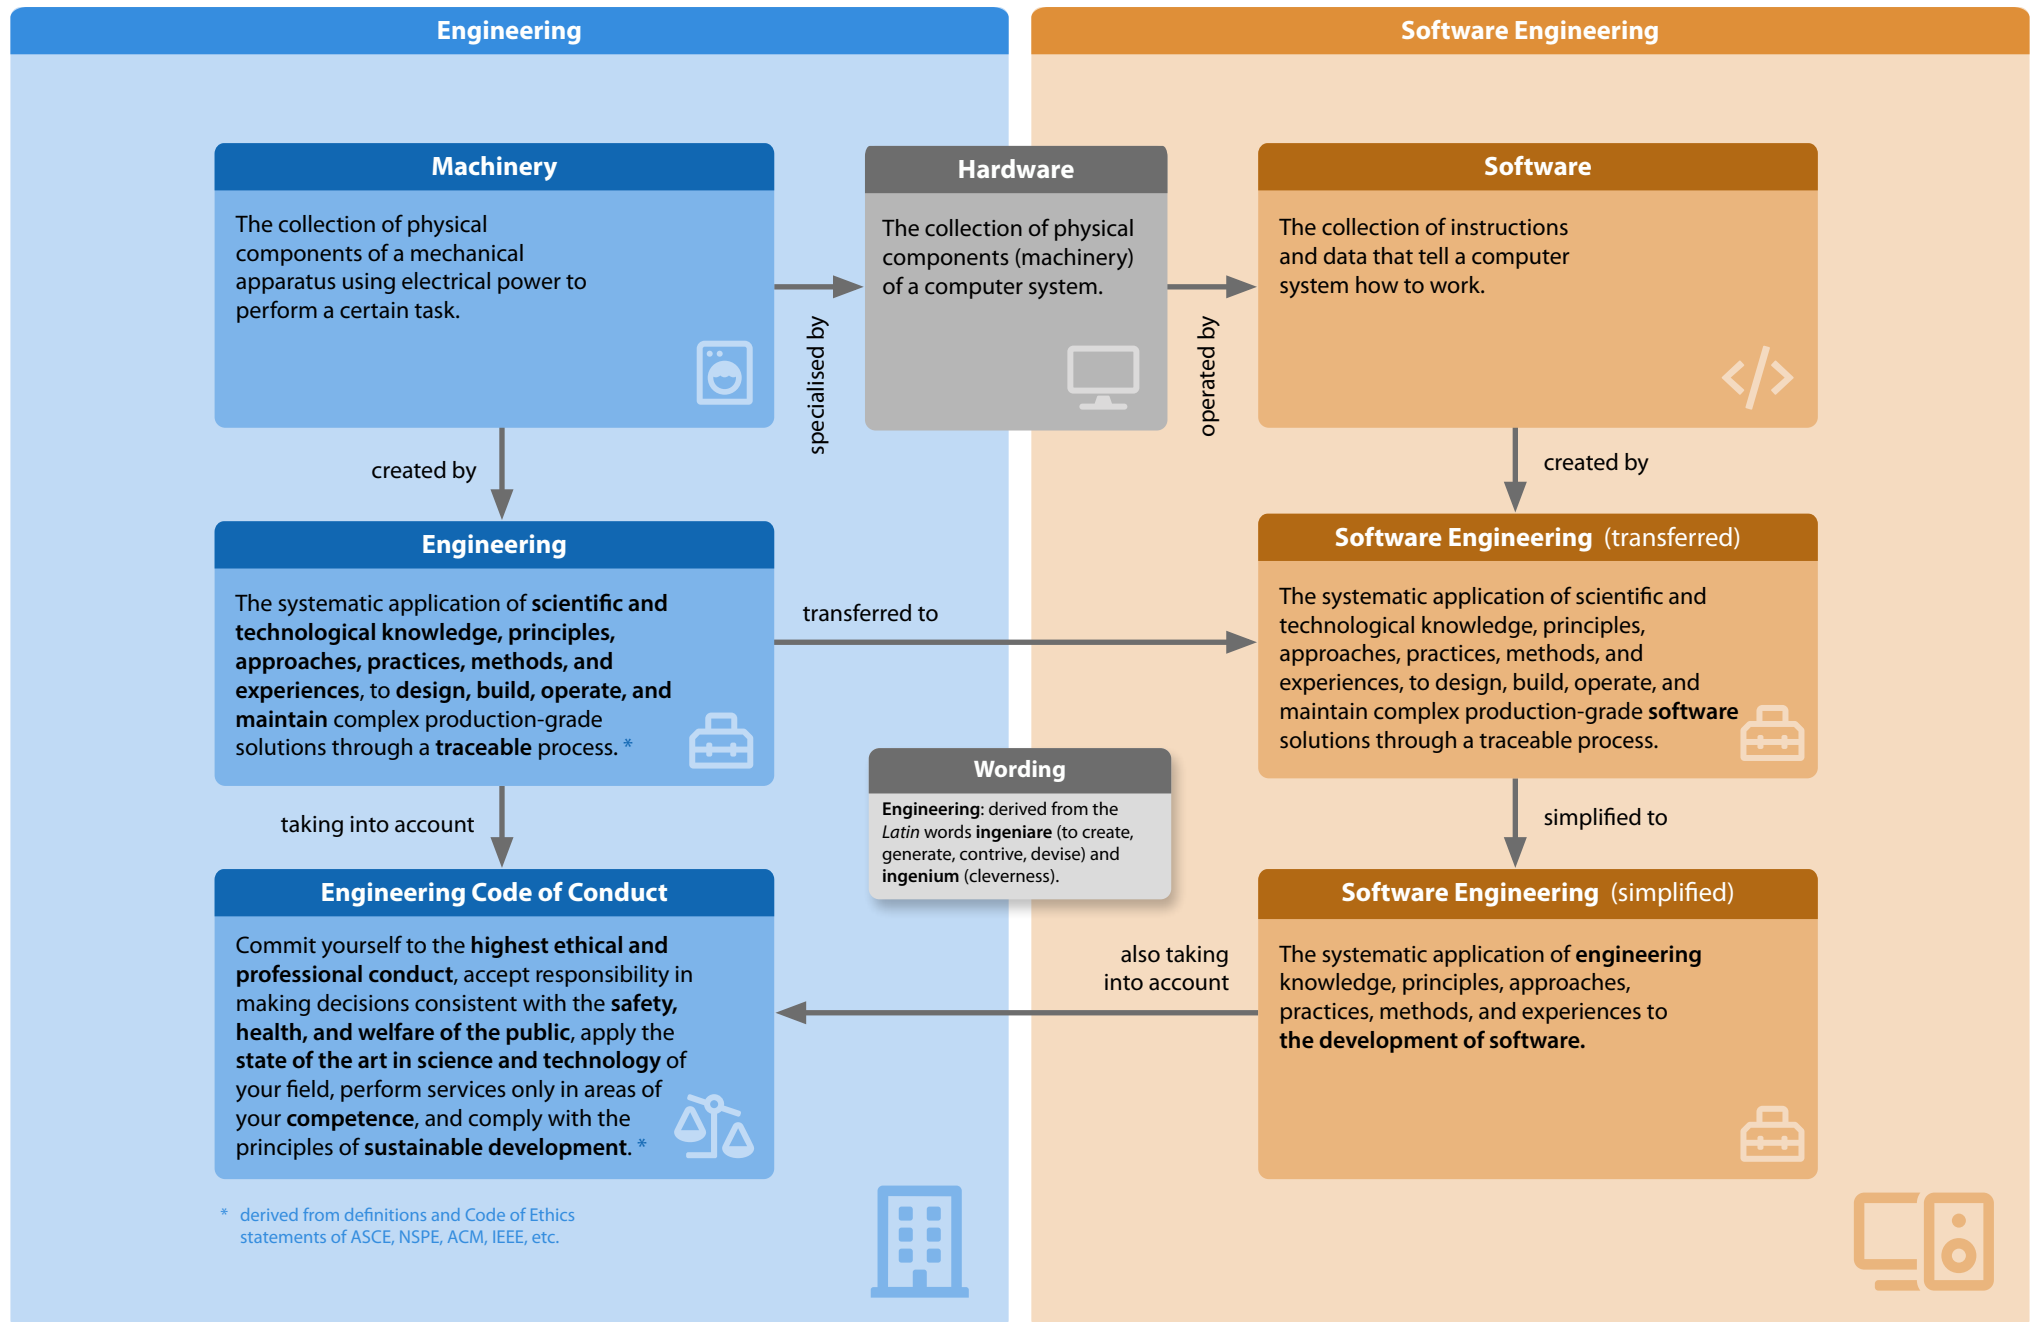 Engineering
Machinery
The collection of physical
components of a mechanical
apparatus using electrical power to
perform a certain task.
specialised by
created by
Engineering
The systematic application of scientific and
technological knowledge, principles,
approaches, practices, methods, and
experiences, to design, build, operate, and
maintain complex production-grade
solutions through a traceable process. *
transferred to
taking into account
Engineering Code of Conduct
Commit yourself to the highest ethical and
professional conduct, accept responsibility in
making decisions consistent with the safety,
health, and welfare of the public, apply the
state of the art in science and technology of
your field, perform services only in areas of
your competence, and comply with the
principles of sustainable development. *
* derived from definitions and Code of Ethics
statements of ASCE, NSPE, ACM, IEEE, etc.
Hardware
The collection of physical
components (machinery)
of a computer system.
operated by
Wording
Engineering: derived from the
Latin words ingeniare (to create,
generate, contrive, devise) and
ingenium (cleverness).
Software Engineering
Software
The collection of instructions
and data that tell a computer
system how to work.
</>
created by
Software Engineering (transferred)
The systematic application of scientific and
technological knowledge, principles,
approaches, practices, methods, and
experiences, to design, build, operate, and
maintain complex production-grade software
solutions through a traceable process.
simplified to
Software Engineering (simplified)
The systematic application of engineering
knowledge, principles, approaches,
practices, methods, and experiences to
the development of software.
also taking
into account